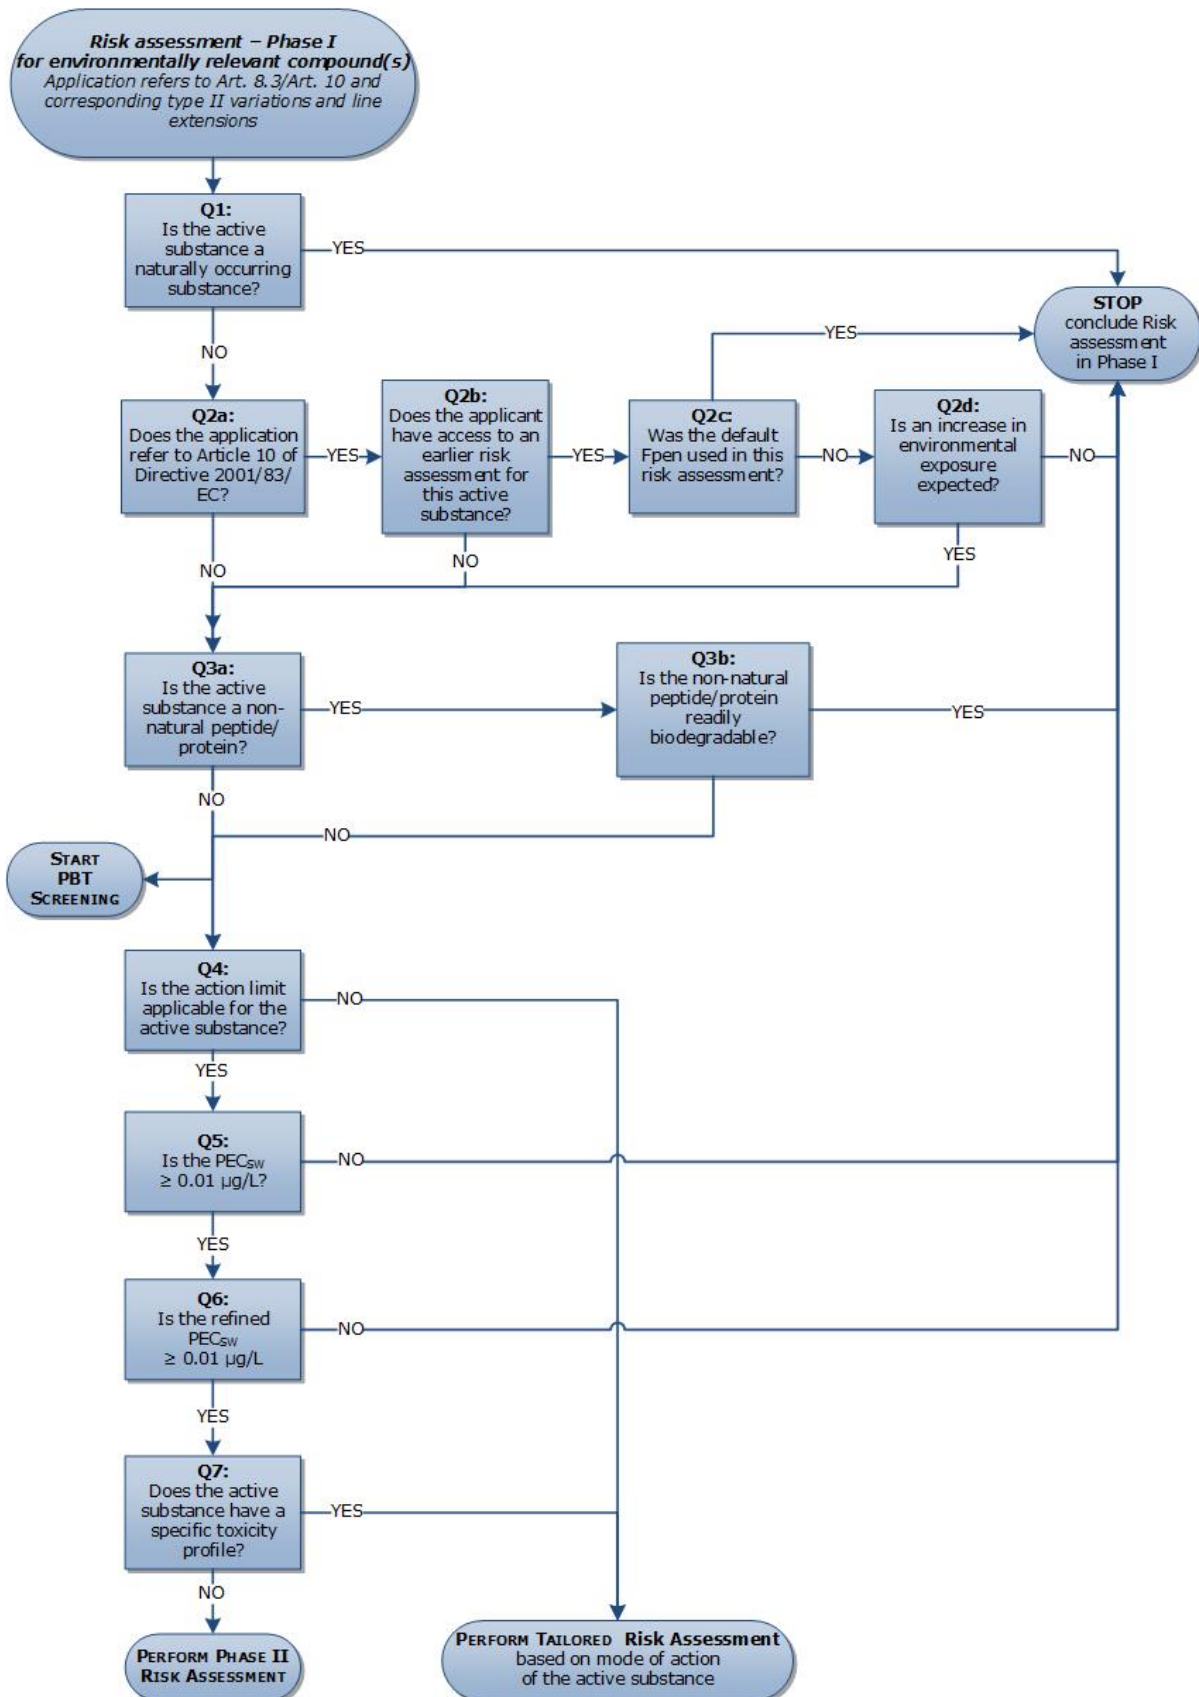 Risk assessment – Phase I
for environmentally relevant compound(s)
Application refers to Art. 8.3/Art. 10 and
corresponding type II variations and line
extensions
Q1:
Is the active
substance a
naturally occurring
substance?
YES
NO
STOP
conclude Risk
assessment
in Phase I
Q2a:
Does the application
refer to Article 10 of
Directive 2001/83/
EC?
YES
NO
Q2b:
Does the applicant
have access to an
earlier risk
assessment for
this active
substance?
YES
NO
Q2c:
Was the default
Fpen used in this
risk assessment?
YES
NO
Q2d:
Is an increase in
environmental
exposure
expected?
NO
YES
Q3a:
Is the active
substance a non-
natural peptide/
protein?
YES
NO
Q3b:
Is the non-natural
peptide/protein
readily
biodegradable?
YES
NO
START
PBT
SCREENING
Q4:
Is the action limit
applicable for the
active substance?
NO
YES
Q5:
Is the PECsw
≥ 0.01 µg/L?
NO
YES
Q6:
Is the refined
PECsw
≥ 0.01 µg/L
NO
YES
Q7:
Does the active
substance have a
specific toxicity
profile?
YES
NO
PERFORM PHASE II
RISK ASSESSMENT
PERFORM TAILORED Risk Assessment
based on mode of action
of the active substance